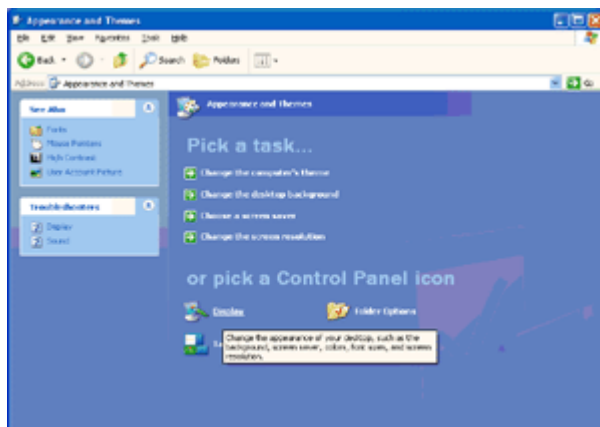 Appearance and Themes
File Edit View Favorites Tools Help
Back Search Folders
Address Appearance and Themes Go
See Also
Fonts
Mouse Pointers
High Contrast
User Account Picture
Troubleshooters
Display
Sound
Appearance and Themes
Pick a task...
Change the computer's theme
Change the desktop background
Choose a screen saver
Change the screen resolution
or pick a Control Panel icon
Display Folder Options
Change the appearance of your desktop, such as the
background, screen saver, colors, font sizes, and screen
resolution.